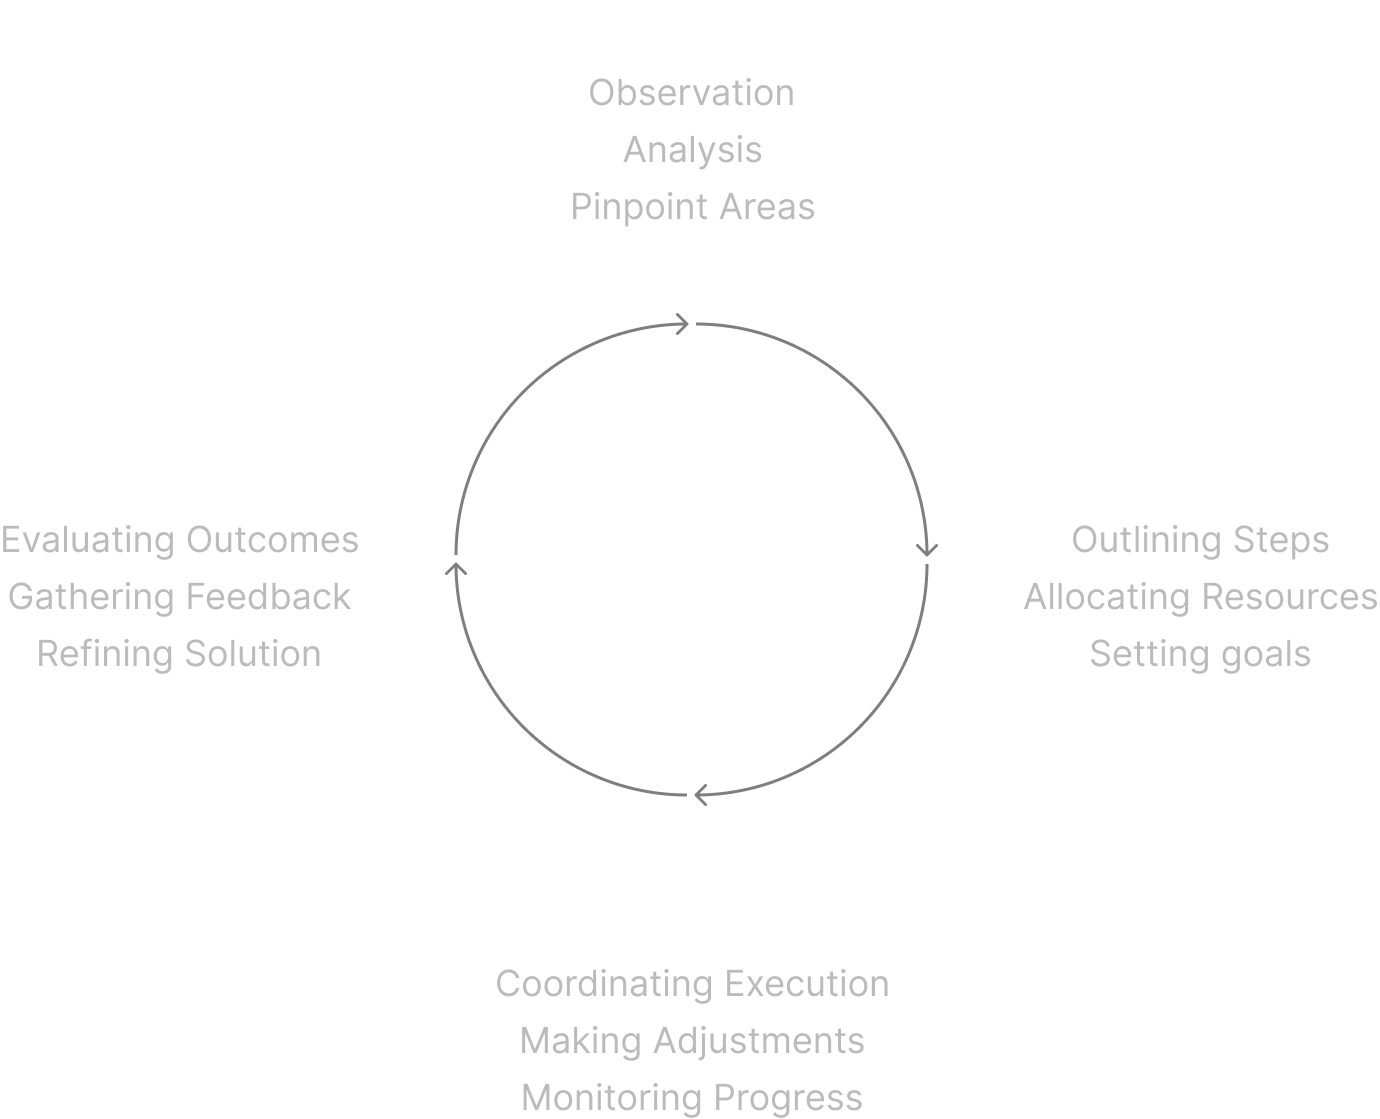 Observation
Analysis
Pinpoint Areas
Evaluating Outcomes
Gathering Feedback
Refining Solution
Outlining Steps
Allocating Resources
Setting goals
Coordinating Execution
Making Adjustments
Monitoring Progress